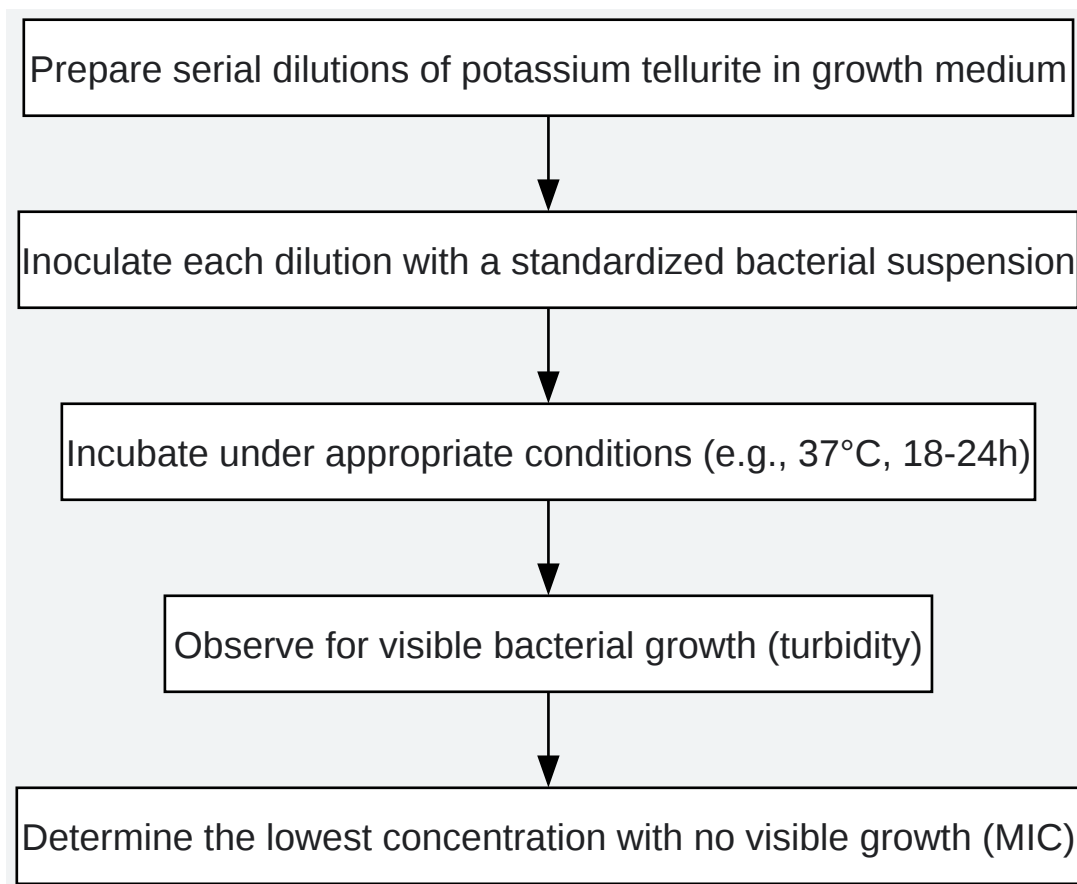 Prepare serial dilutions of potassium tellurite in growth medium
Inoculate each dilution with a standardized bacterial suspension
Incubate under appropriate conditions (e.g., 37°C, 18-24h)
Observe for visible bacterial growth (turbidity)
Determine the lowest concentration with no visible growth (MIC)